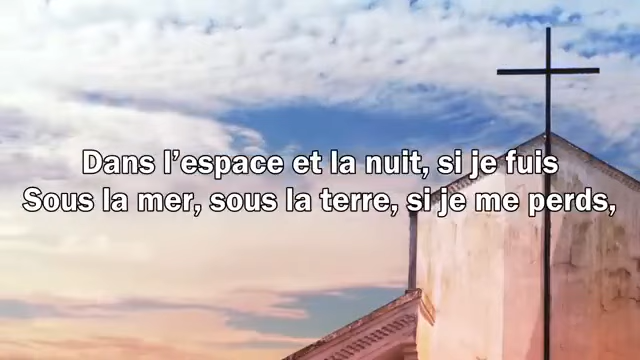 Dans l’espace et la nuit, si je fuis
Sous la mer, sous la terre, si je me perds,